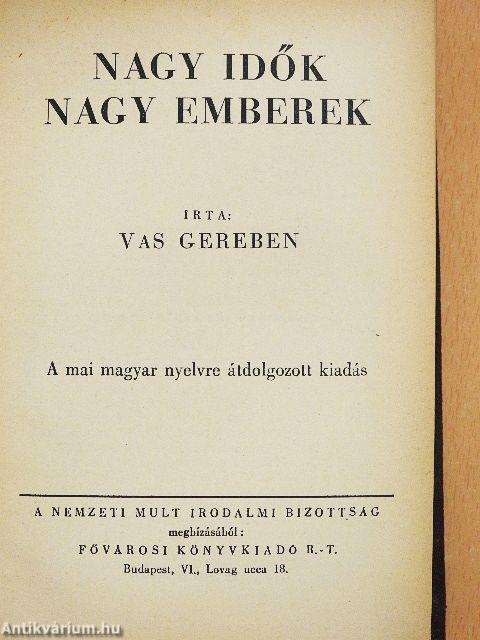 NAGY IDŐK
NAGY EMBEREK
IRTA:
VAS GEREBEN
A mai magyar nyelvre átdolgozott kiadás
A NEMZETI MULT IRODALMI BIZOTTSÁG
megbízásából:
FŐVÁROSI KÖNYVKIADÓ R.-T.
Budapest, VI., Lovag ucca 18.
Antikvárium.hu